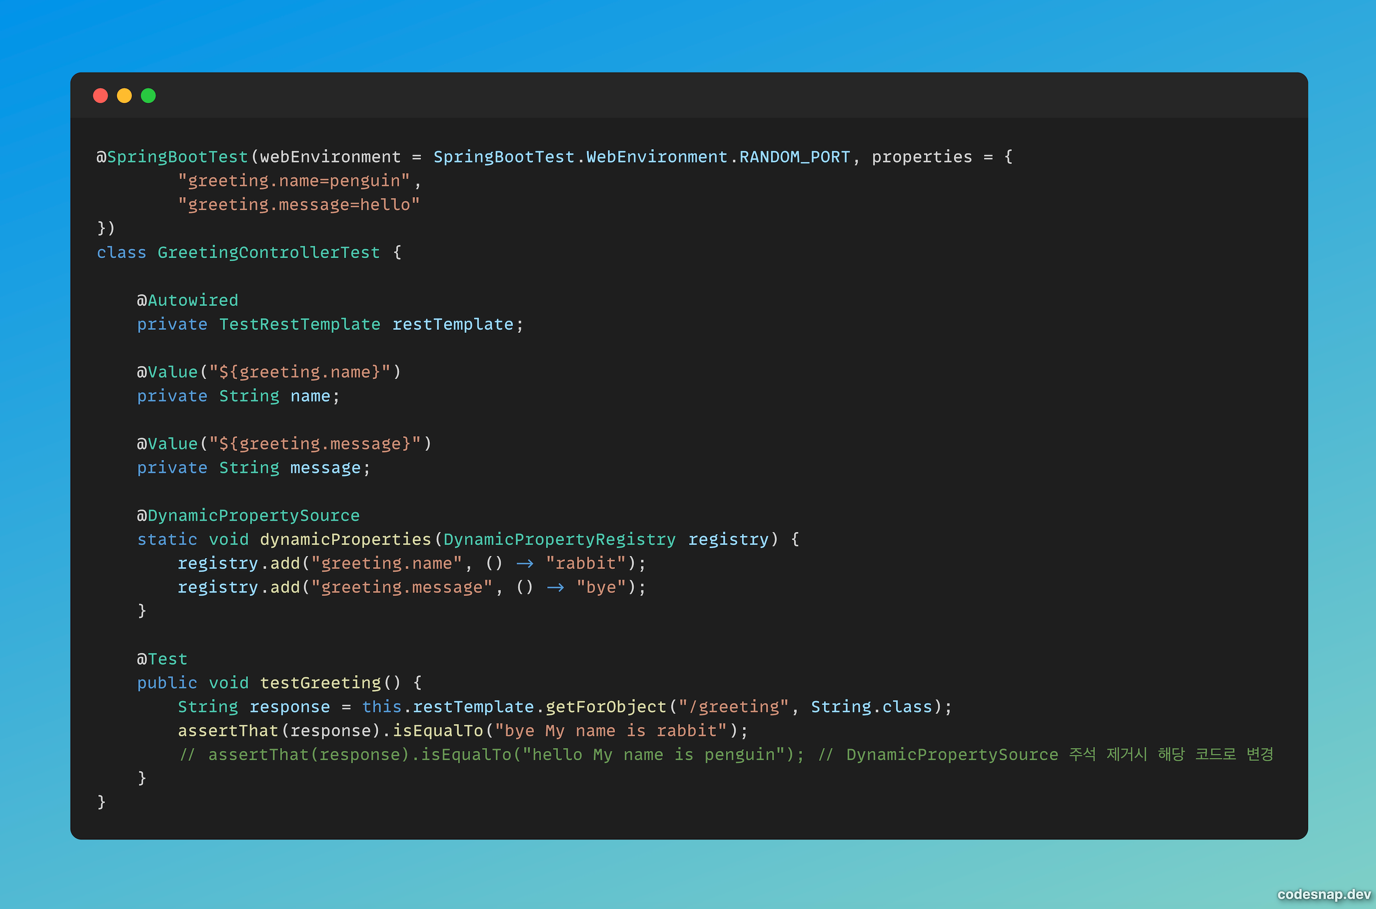 @SpringBootTest(webEnvironment = SpringBootTest.WebEnvironment.RANDOM_PORT, properties = {
        "greeting.name=penguin",
        "greeting.message=hello"
})
class GreetingControllerTest {

    @Autowired
    private TestRestTemplate restTemplate;

    @Value("${greeting.name}")
    private String name;

    @Value("${greeting.message}")
    private String message;

    @DynamicPropertySource
    static void dynamicProperties(DynamicPropertyRegistry registry) {
        registry.add("greeting.name", () -> "rabbit");
        registry.add("greeting.message", () -> "bye");
    }

    @Test
    public void testGreeting() {
        String response = this.restTemplate.getForObject("/greeting", String.class);
        assertThat(response).isEqualTo("bye My name is rabbit");
        // assertThat(response).isEqualTo("hello My name is penguin"); // DynamicPropertySource 주석 제거시 해당 코드로 변경
    }
}
codesnap.dev